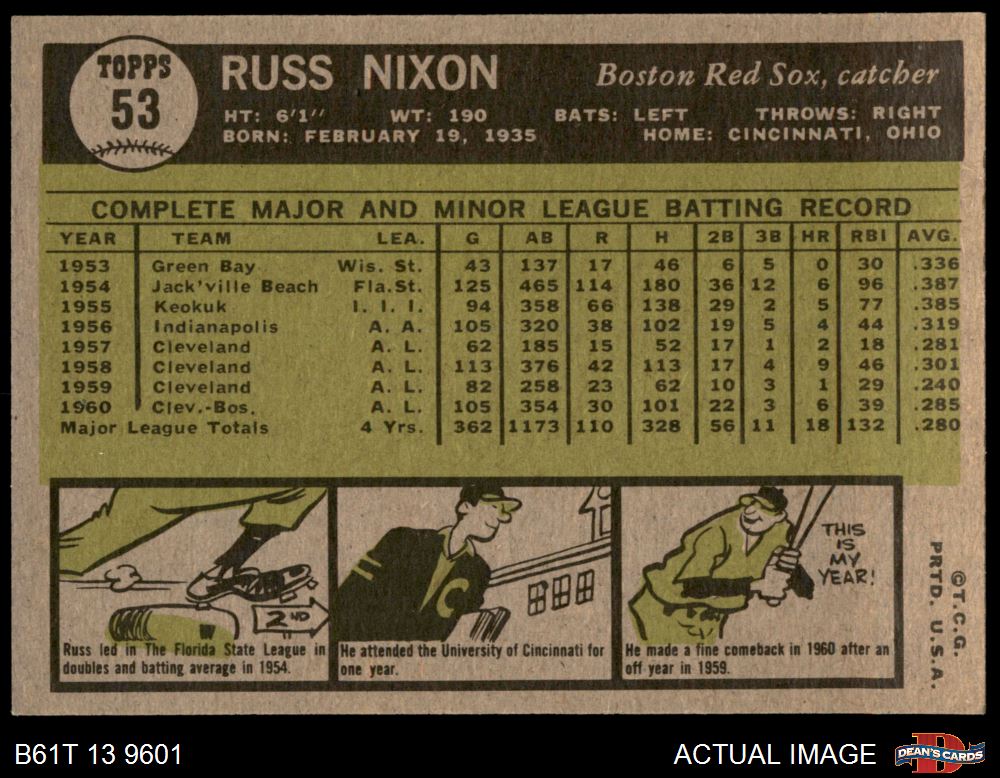 TOPPS
53
RUSS NIXON
Boston Red Sox, catcher
HT: 6'1" WT: 190 BATS: LEFT THROWS: RIGHT
BORN: FEBRUARY 19, 1935 HOME: CINCINNATI, OHIO
COMPLETE MAJOR AND MINOR LEAGUE BATTING RECORD
YEAR TEAM LEA. G AB R H 2B 3B HR RBI AVG.
1953 Green Bay Wis. St. 43 137 17 46 6 5 0 30 .336
1954 Jack'ville Beach Fla.St. 125 465 114 180 36 12 6 96 .387
1955 Keokuk I. I. I. 94 358 66 138 29 2 5 77 .385
1956 Indianapolis A. A. 105 320 38 102 19 5 4 44 .319
1957 Cleveland A. L. 62 185 15 52 17 1 2 18 .281
1958 Cleveland A. L. 113 376 42 113 17 4 9 46 .301
1959 Cleveland A. L. 82 258 23 62 10 3 1 29 .240
1960 Clev.-Bos. A. L. 105 354 30 101 22 3 6 39 .285
Major League Totals 4 Yrs. 362 1173 110 328 56 11 18 132 .280
2ND
Russ led in The Florida State League in
doubles and batting average in 1954.
C
He attended the University of Cincinnati for
one year.
THIS
IS
MY
YEAR!
He made a fine comeback in 1960 after an
off year in 1959.
©T.C.G.
PRTD. U.S.A.
B61T 13 9601
ACTUAL IMAGE
D
DEAN'S CARDS